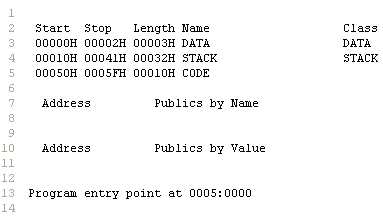 1
2 Start Stop Length Name Class
3 00000H 00002H 00003H DATA DATA
4 00010H 00041H 00032H STACK STACK
5 00050H 0005FH 00010H CODE
6
7 Address Publics by Name
8
9
10 Address Publics by Value
11
12
13 Program entry point at 0005:0000
14